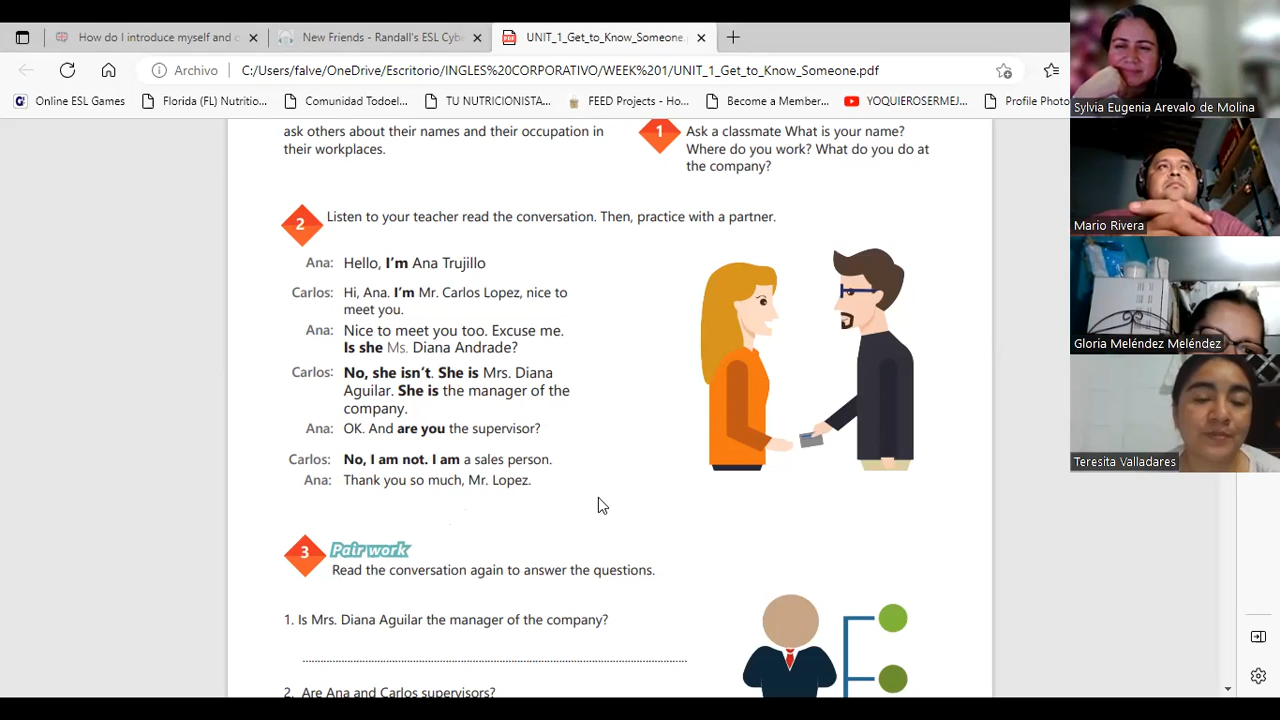 How do I introduce myself and c
New Friends - Randall's ESL Cybe
UNIT_1_Get_to_Know_Someone.
Archivo
C:/Users/falve/OneDrive/Escritorio/INGLES%20CORPORATIVO/WEEK%201/UNIT_1_Get_to_Know_Someone.pdf
Online ESL Games
Florida (FL) Nutritio...
Comunidad Todoel...
TU NUTRICIONISTA...
FEED Projects - Ho...
Become a Member...
YOQUIEROSERMEJ...
Profile Photo
ask others about their names and their occupation in
their workplaces.
1
Ask a classmate What is your name?
Where do you work? What do you do at
the company?
2
Listen to your teacher read the conversation. Then, practice with a partner.
Ana: Hello, I'm Ana Trujillo
Carlos: Hi, Ana. I'm Mr. Carlos Lopez, nice to
meet you.
Ana: Nice to meet you too. Excuse me.
Is she Ms. Diana Andrade?
Carlos: No, she isn't. She is Mrs. Diana
Aguilar. She is the manager of the
company.
Ana: OK. And are you the supervisor?
Carlos: No, I am not. I am a sales person.
Ana: Thank you so much, Mr. Lopez.
3
Pair work
Read the conversation again to answer the questions.
1. Is Mrs. Diana Aguilar the manager of the company?
2. Are Ana and Carlos supervisors?
Sylvia Eugenia Arevalo de Molina
Mario Rivera
Gloria Meléndez Meléndez
Teresita Valladares